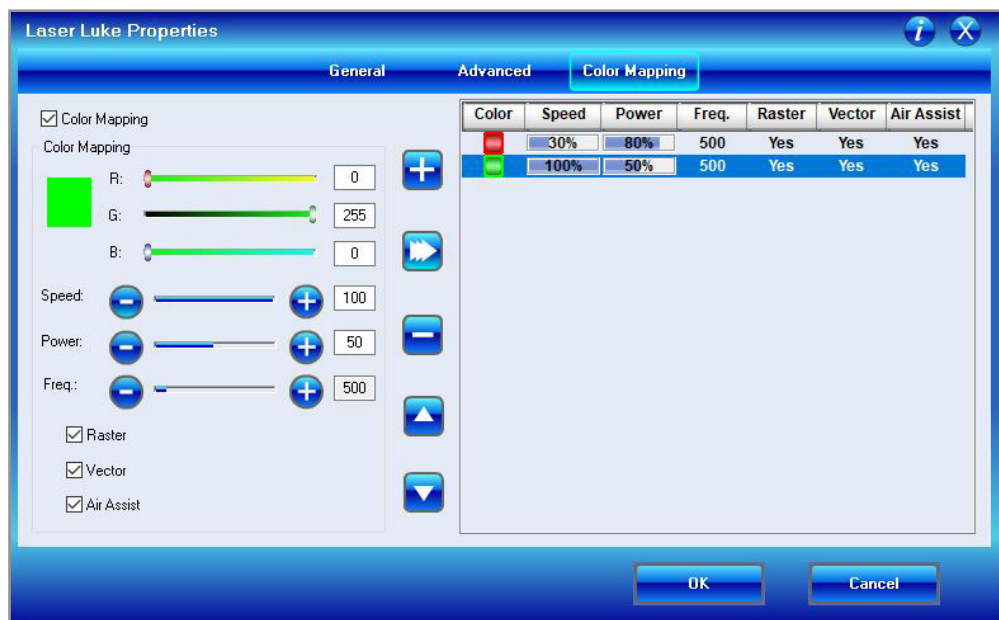 Laser Luke Properties
General Advanced Color Mapping
Color Mapping
Color Mapping
R: 0
G: 255
B: 0
Speed: 100
Power: 50
Freq.: 500
Raster
Vector
Air Assist
Color Speed Power Freq. Raster Vector Air Assist
30% 80% 500 Yes Yes Yes
100% 50% 500 Yes Yes Yes
OK Cancel